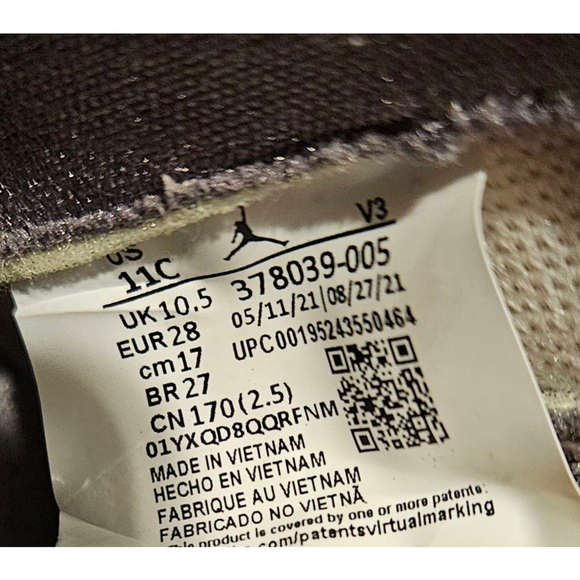 US V3
11C 378039-005
UK 10.5 05/11/21|08/27/21
EUR 28 UPC 00195243550464
cm 17
BR 27
CN 170 (2.5)
01YXQD8QQRFNM
MADE IN VIETNAM
HECHO EN VIETNAM
FABRIQUE AU VIETNAM
FABRICADO NO VIETNÃ
This product is covered by one or more patents:
.com/patentsvirtualmarking